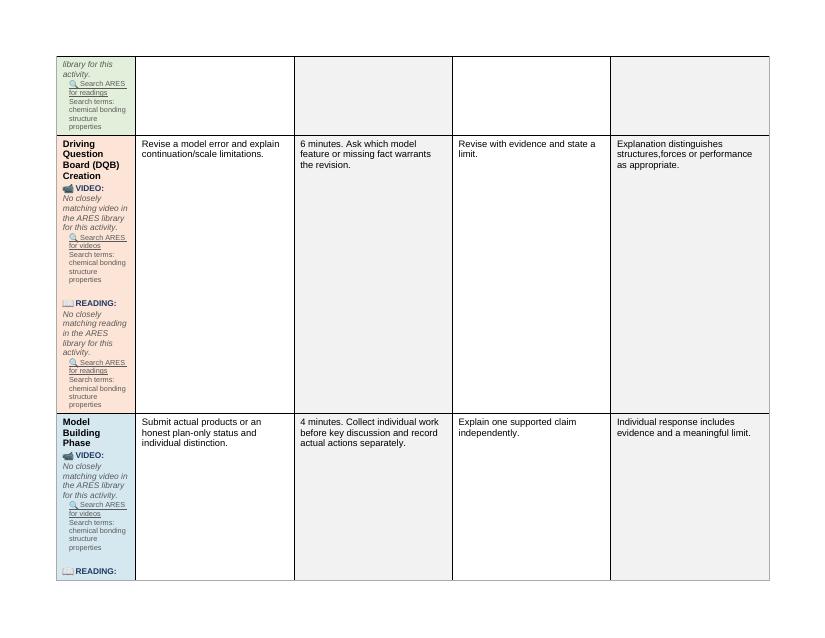 library for this
activity.
🔍 Search ARES
for readings
Search terms:
chemical bonding
structure
properties
Driving
Question
Board (DQB)
Creation
📹 VIDEO:
No closely
matching video in
the ARES library
for this activity.
🔍 Search ARES
for videos
Search terms:
chemical bonding
structure
properties
📖 READING:
No closely
matching reading
in the ARES
library for this
activity.
🔍 Search ARES
for readings
Search terms:
chemical bonding
structure
properties
Revise a model error and explain
continuation/scale limitations.
6 minutes. Ask which model
feature or missing fact warrants
the revision.
Revise with evidence and state a
limit.
Explanation distinguishes
structures,forces or performance
as appropriate.
Model
Building
Phase
📹 VIDEO:
No closely
matching video in
the ARES library
for this activity.
🔍 Search ARES
for videos
Search terms:
chemical bonding
structure
properties
📖 READING:
Submit actual products or an
honest plan-only status and
individual distinction.
4 minutes. Collect individual work
before key discussion and record
actual actions separately.
Explain one supported claim
independently.
Individual response includes
evidence and a meaningful limit.